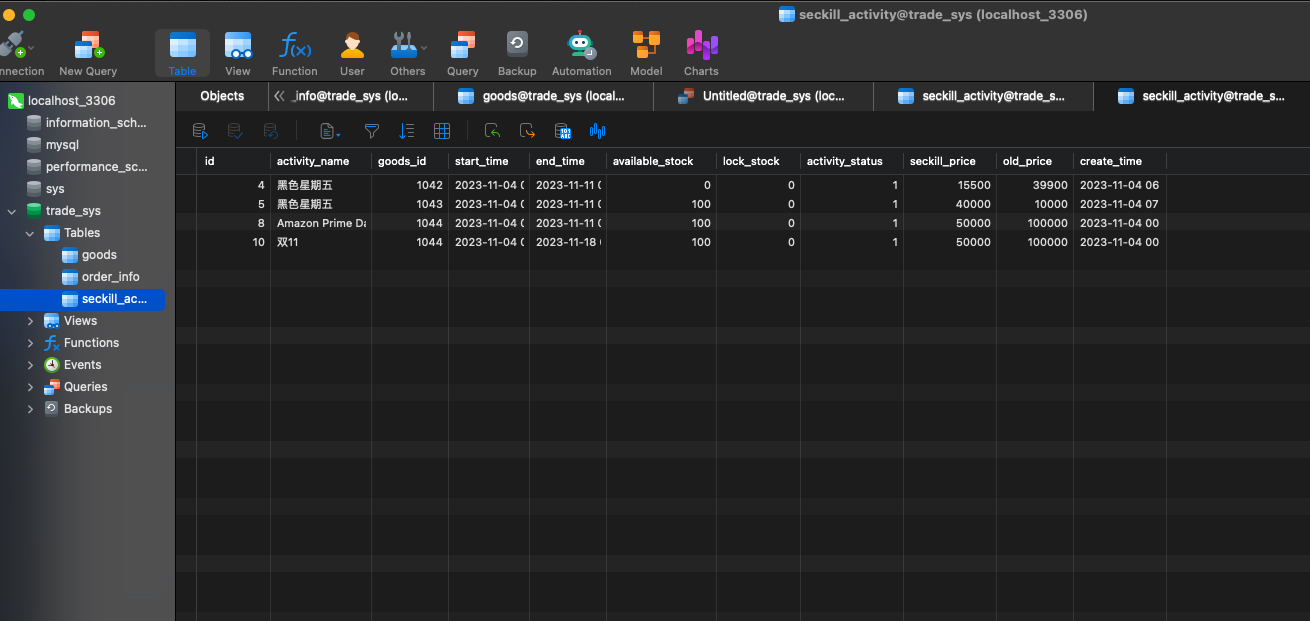 seckill_activity@trade_sys (localhost_3306)
nnection New Query Table View Function User Others Query Backup Automation Model Charts
localhost_3306
information_sch...
mysql
performance_sc...
sys
trade_sys
Tables
goods
order_info
seckill_ac...
Views
Functions
Events
Queries
Backups
Objects _info@trade_sys (lo... goods@trade_sys (local... Untitled@trade_sys (loc... seckill_activity@trade_s... seckill_activity@trade_s...
id activity_name goods_id start_time end_time available_stock lock_stock activity_status seckill_price old_price create_time
4 黑色星期五 1042 2023-11-04 0 2023-11-11 0 0 0 1 15500 39900 2023-11-04 06
5 黑色星期五 1043 2023-11-04 0 2023-11-11 0 100 0 1 40000 10000 2023-11-04 07
8 Amazon Prime Da 1044 2023-11-04 0 2023-11-11 0 100 0 1 50000 100000 2023-11-04 00
10 双11 1044 2023-11-04 0 2023-11-18 100 0 1 50000 100000 2023-11-04 00